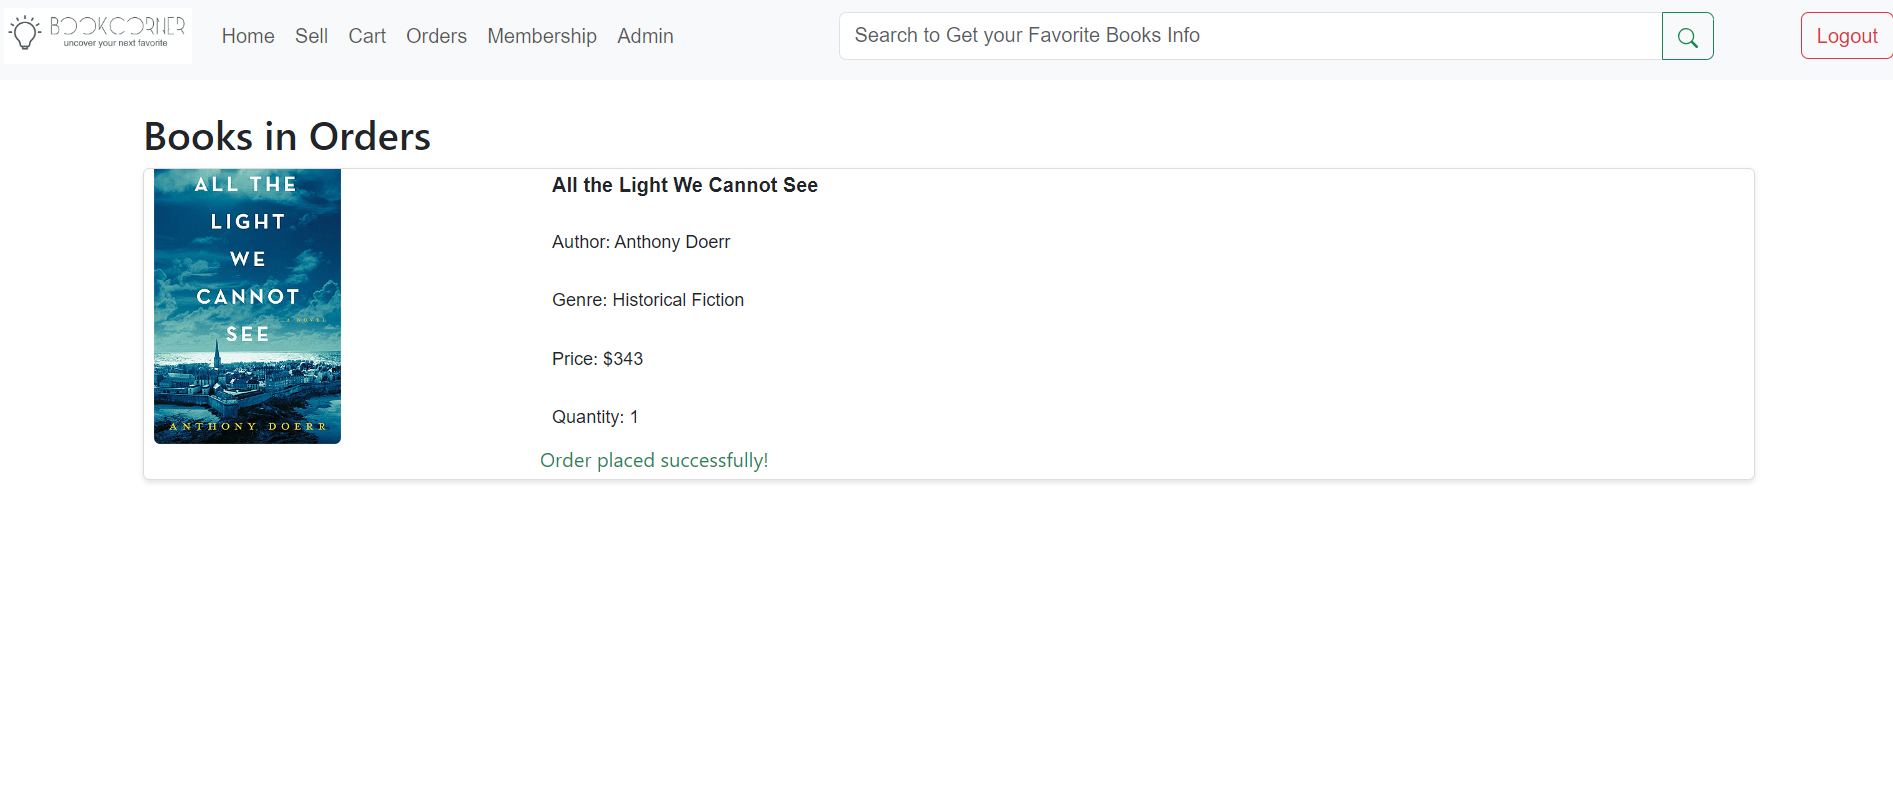 BOOKCORNER
uncover your next favorite
Home Sell Cart Orders Membership Admin
Search to Get your Favorite Books Info
Logout
Books in Orders
ALL THE
LIGHT
WE
CANNOT
A NOVEL
SEE
ANTHONY DOERR
All the Light We Cannot See
Author: Anthony Doerr
Genre: Historical Fiction
Price: $343
Quantity: 1
Order placed successfully!